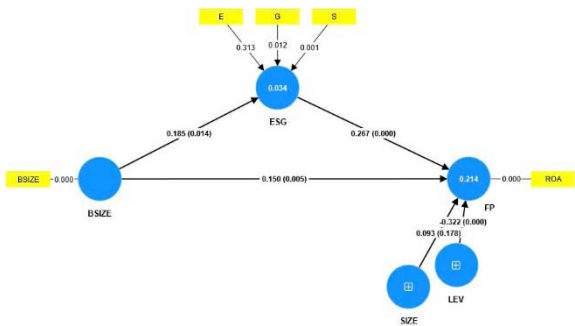 E
G
S
0.313
0.012
0.001
0.034
ESG
0.185 (0.014)
0.267 (0.000)
BSIZE
0.000
0.150 (0.005)
0.214
0.000
ROA
BSIZE
FP
-0.322 (0.000)
0.093 (0.178)
LEV
SIZE